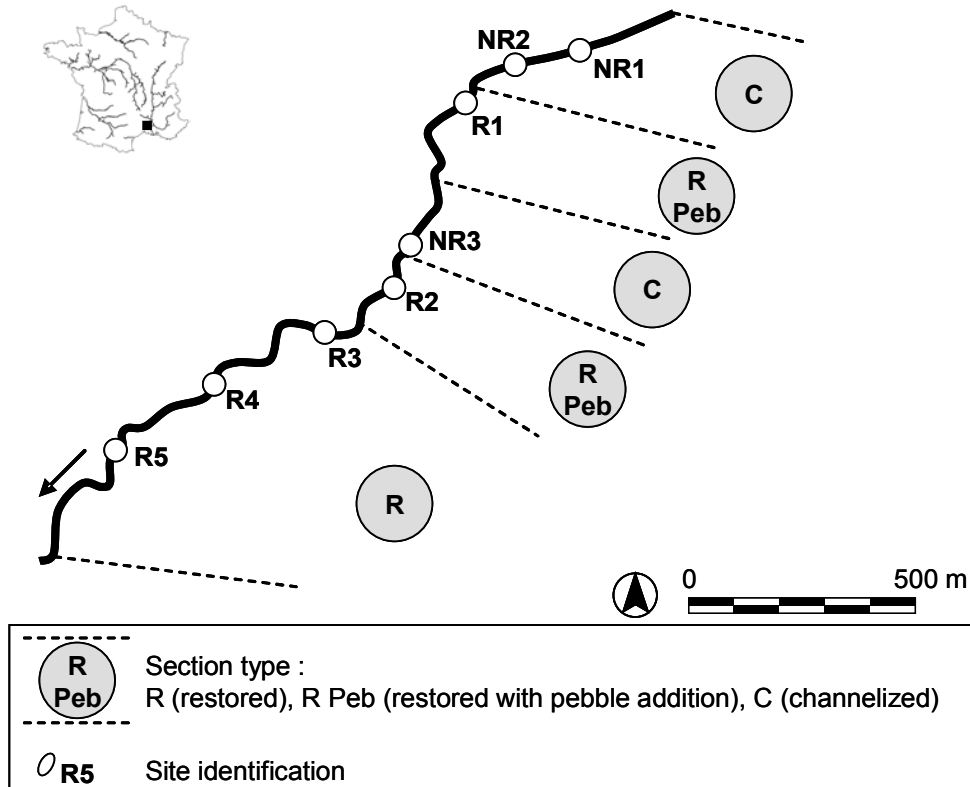 NR2
NR1
C
R1
R
Peb
NR3
C
R2
R3
R
Peb
R4
R5
R
0 500 m
R
Peb
Section type :
R (restored), R Peb (restored with pebble addition), C (channelized)
R5 Site identification